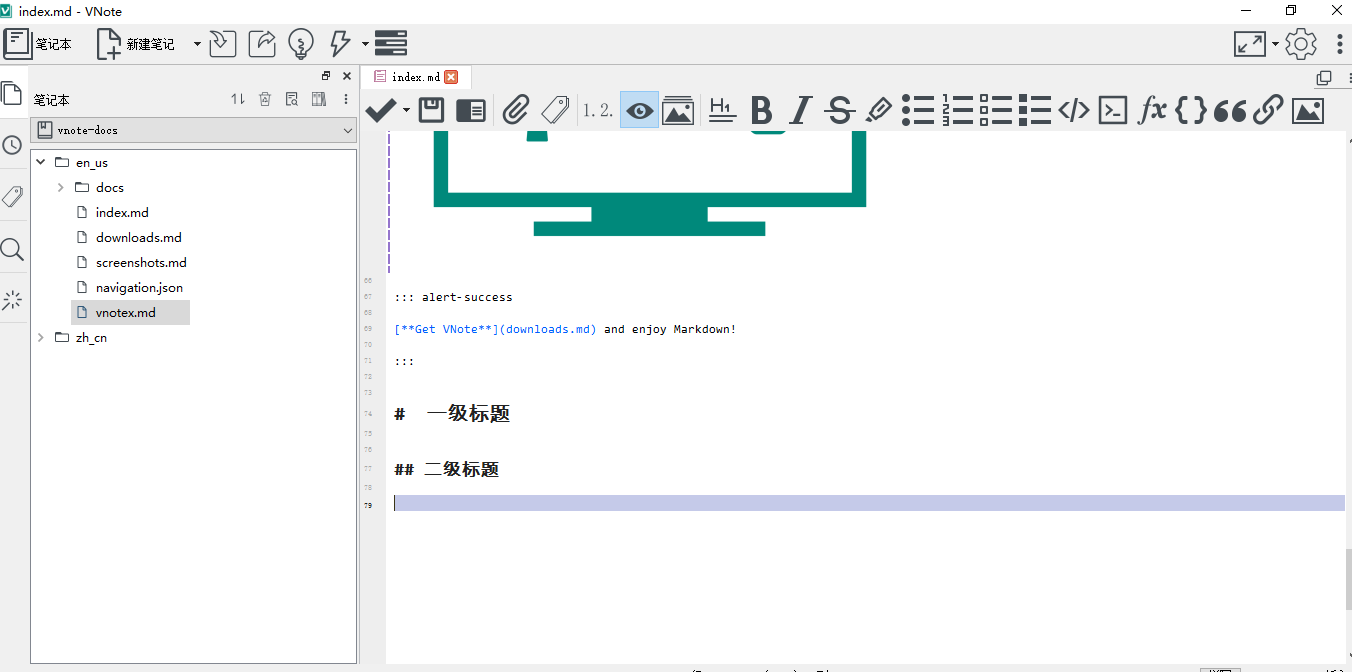 index.md - VNote
笔记本
新建笔记
笔记本
index.md
1.2.
H1
B
I
S
fx
vnote-docs
en_us
docs
index.md
downloads.md
screenshots.md
navigation.json
vnotex.md
zh_cn
66
67 ::: alert-success
68
69 [**Get VNote**](downloads.md) and enjoy Markdown!
70
71 :::
72
73
74 # 一级标题
75
76
77 ## 二级标题
78
79